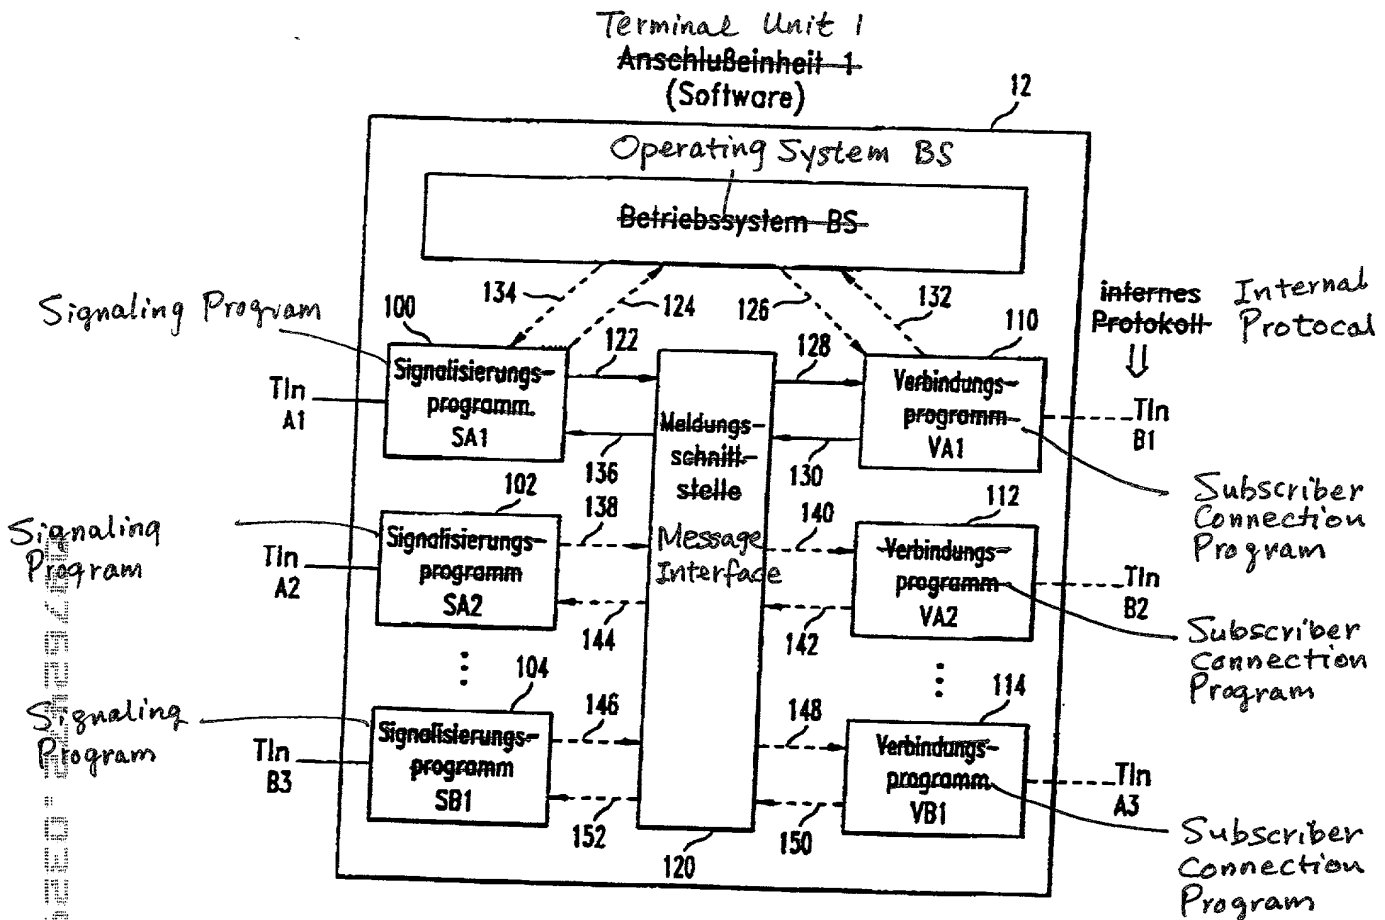 Terminal Unit 1
Anschlußeinheit 1
(Software)
12
Operating System BS
Betriebssystem BS
134
124
126
132
internes
Protokoll
Internal
Protocal
Signaling Program
100
122
128
110
Signalisierungs-
programm
SA1
Tln
A1
Meldungs-
schnitt-
stelle
Verbindungs-
programm
VA1
Tln
B1
136
130
Subscriber
Connection
Program
102
138
140
112
Signaling
Program
Signalisierungs-
programm
SA2
Tln
A2
Message
Interface
Verbindungs-
programm
VA2
Tln
B2
144
142
Subscriber
Connection
Program
104
146
148
114
Signaling
Program
Signalisierungs-
programm
SB1
Tln
B3
Verbindungs-
programm
VB1
Tln
A3
152
150
120
Subscriber
Connection
Program